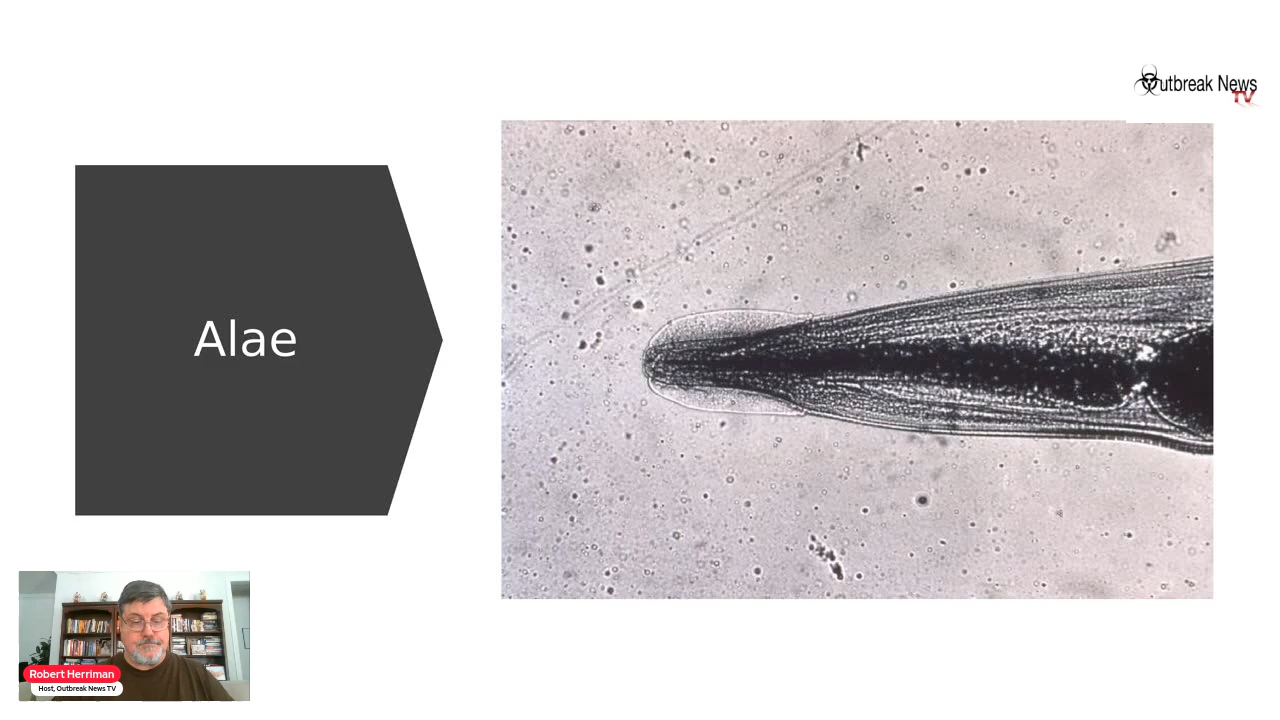 Outbreak News
TV
Alae
Robert Herriman
Host, Outbreak News TV